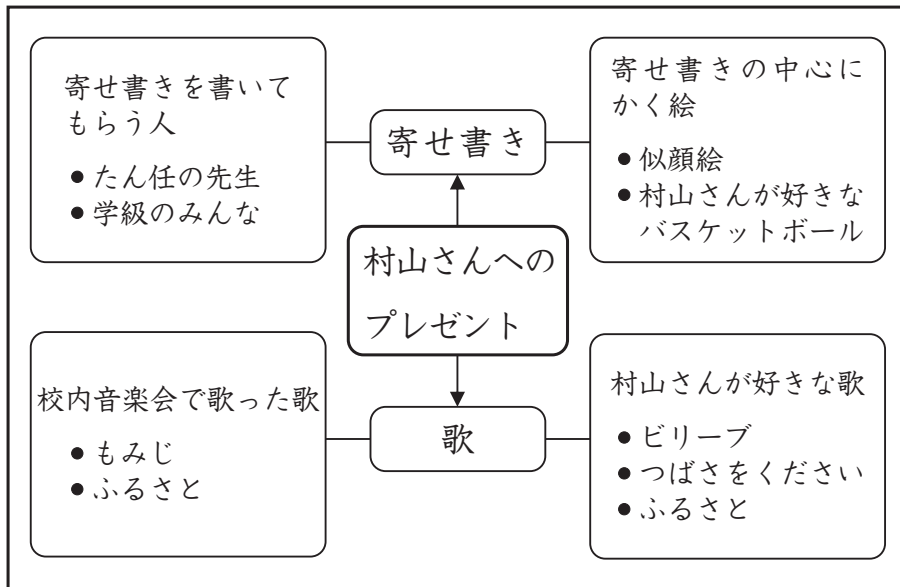 寄せ書きを書いて
もらう人
●たん任の先生
●学級のみんな
寄せ書き
寄せ書きの中心に
かく絵
●似顔絵
●村山さんが好きな
バスケットボール
村山さんへの
プレゼント
校内音楽会で歌った歌
●もみじ
●ふるさと
歌
村山さんが好きな歌
●ビリーブ
●つばさをください
●ふるさと